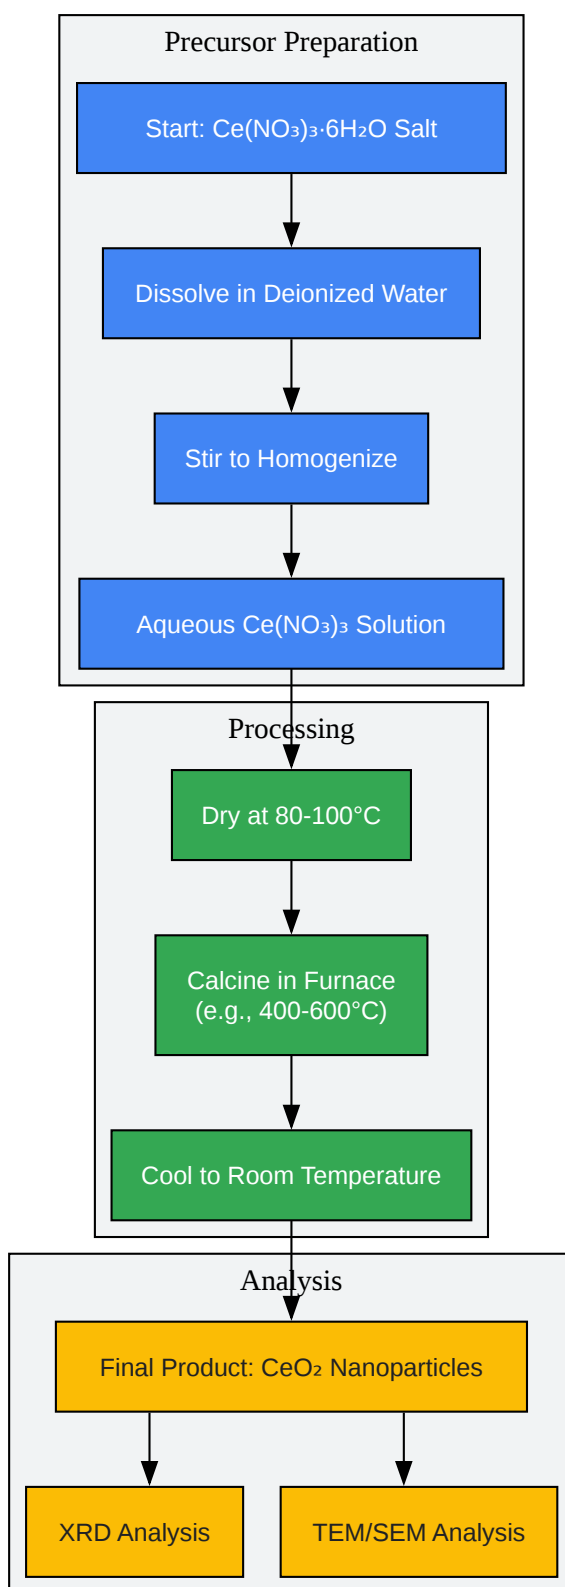 Precursor Preparation
Start: Ce(NO₃)₃·6H₂O Salt
Dissolve in Deionized Water
Stir to Homogenize
Aqueous Ce(NO₃)₃ Solution
Processing
Dry at 80-100°C
Calcine in Furnace
(e.g., 400-600°C)
Cool to Room Temperature
Analysis
Final Product: CeO₂ Nanoparticles
XRD Analysis
TEM/SEM Analysis